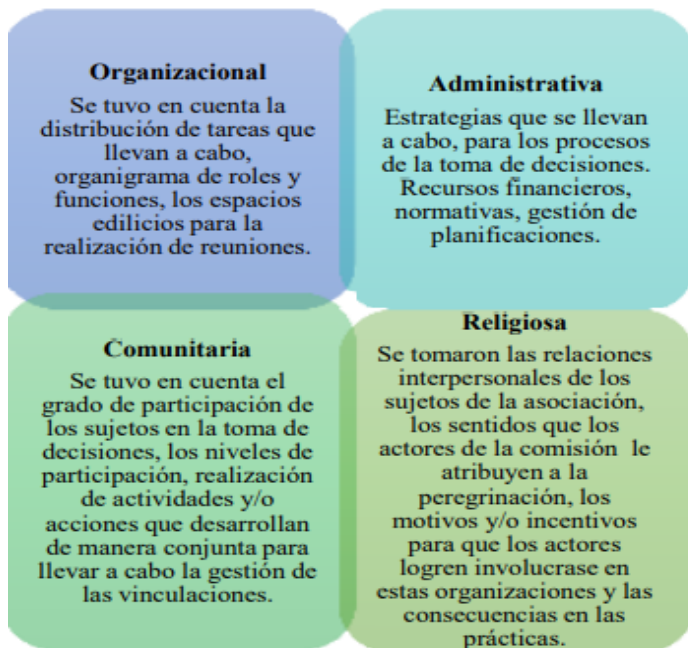 Organizacional
Se tuvo en cuenta la
distribución de tareas que
llevan a cabo,
organigrama de roles y
funciones, los espacios
edilicios para la
realización de reuniones.
Administrativa
Estrategias que se llevan
a cabo, para los procesos
de la toma de decisiones.
Recursos financieros,
normativas, gestión de
planificaciones.
Comunitaria
Se tuvo en cuenta el
grado de participación de
los sujetos en la toma de
decisiones, los niveles de
participación, realización
de actividades y/o
acciones que desarrollan
de manera conjunta para
llevar a cabo la gestión de
las vinculaciones.
Religiosa
Se tomaron las relaciones
interpersonales de los
sujetos de la asociación,
los sentidos que los
actores de la comisión le
atribuyen a la
peregrinación, los
motivos y/o incentivos
para que los actores
logren involucrase en
estas organizaciones y las
consecuencias en las
prácticas.